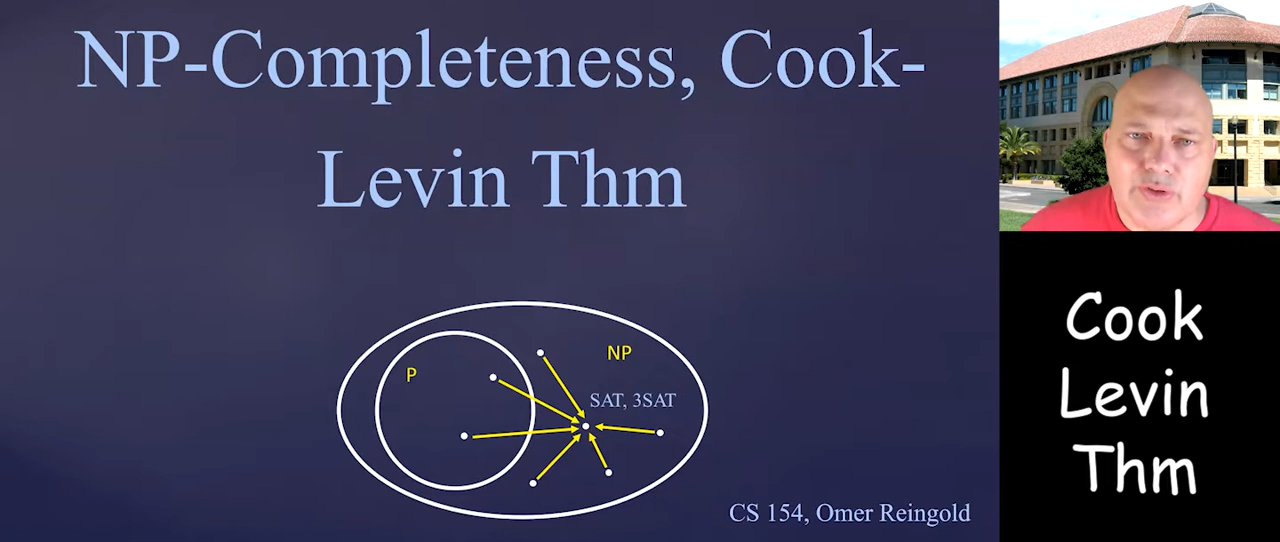 NP-Completeness, Cook-
Levin Thm
P
NP
SAT, 3SAT
CS 154, Omer Reingold
Cook
Levin
Thm